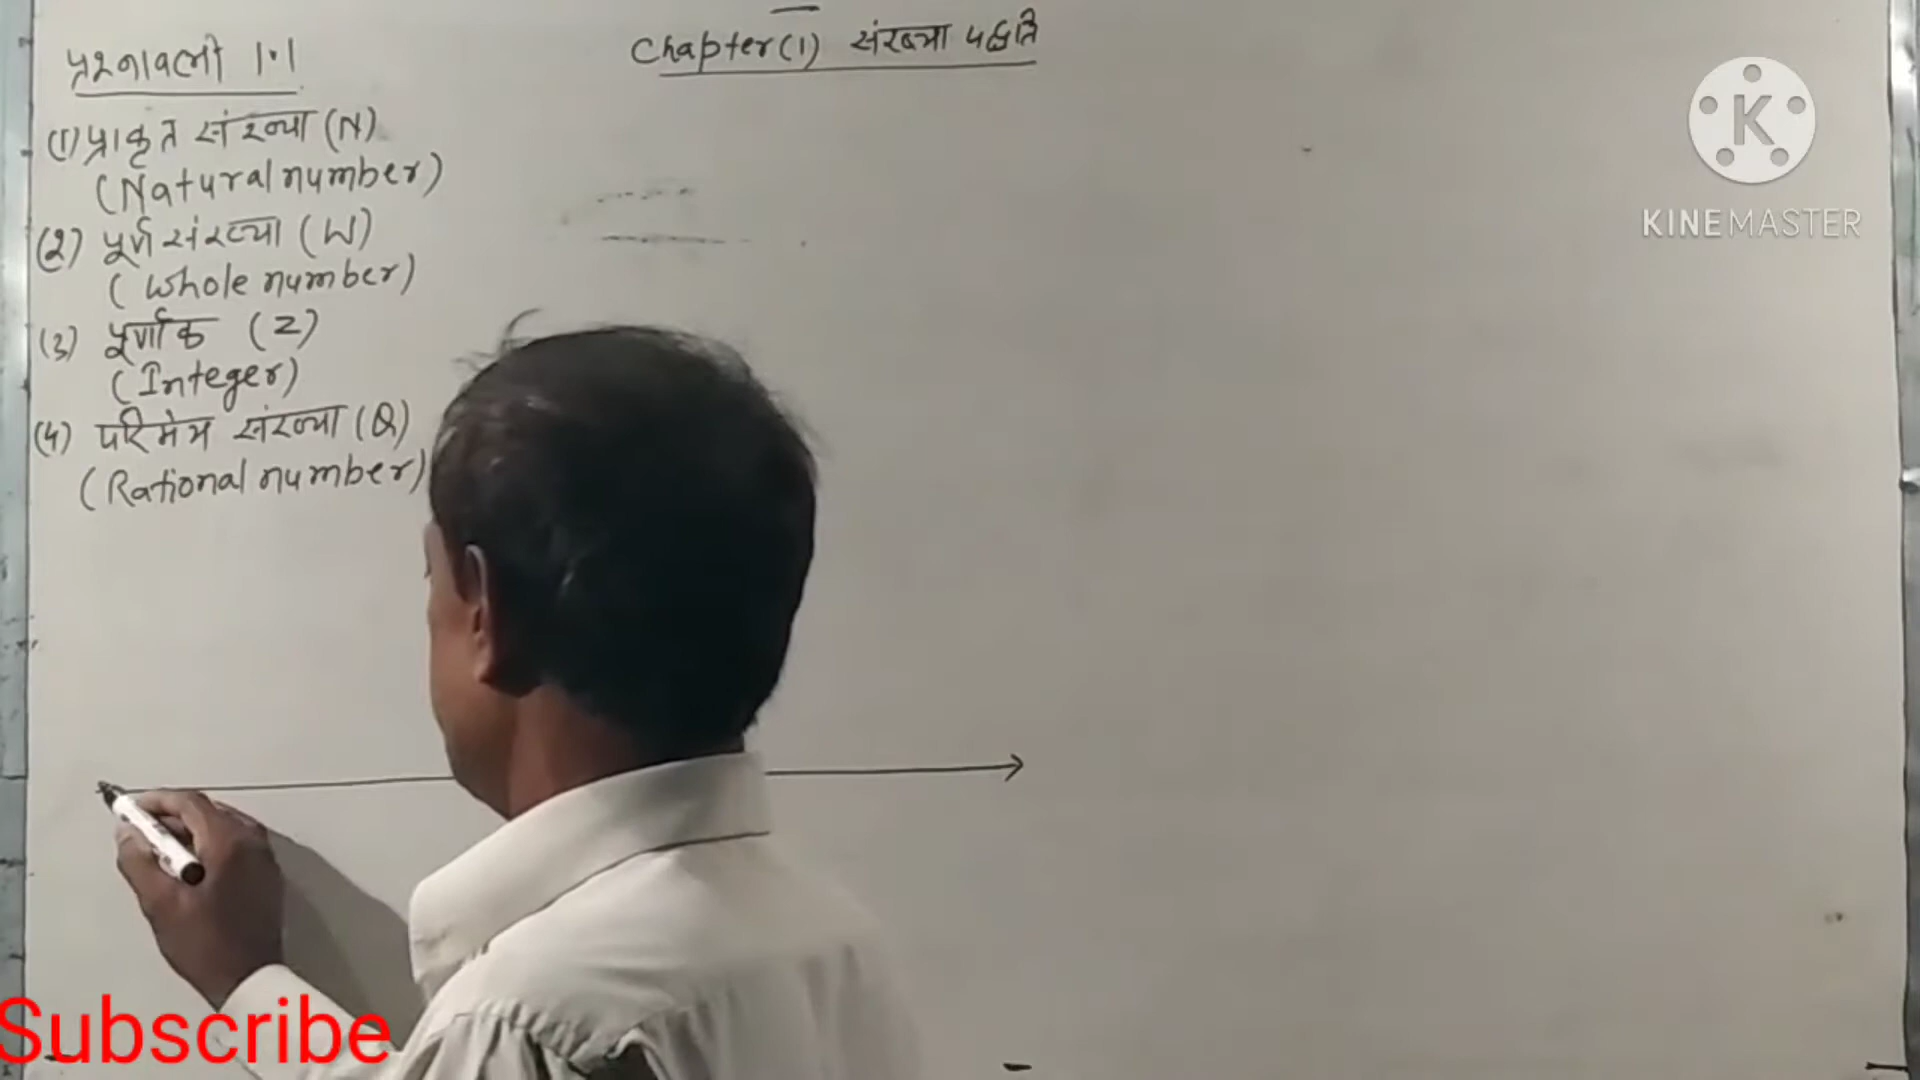 Chapter (1) संख्या पद्धति
प्रश्नावली 1.1
(1) प्राकृत संख्या (N)
(Natural number)
(2) पूर्ण संख्या (W)
(Whole number)
(3) पूर्णांक (Z)
(Integer)
(4) परिमेय संख्या (Q)
(Rational number)
K
KINEMASTER
Subscribe